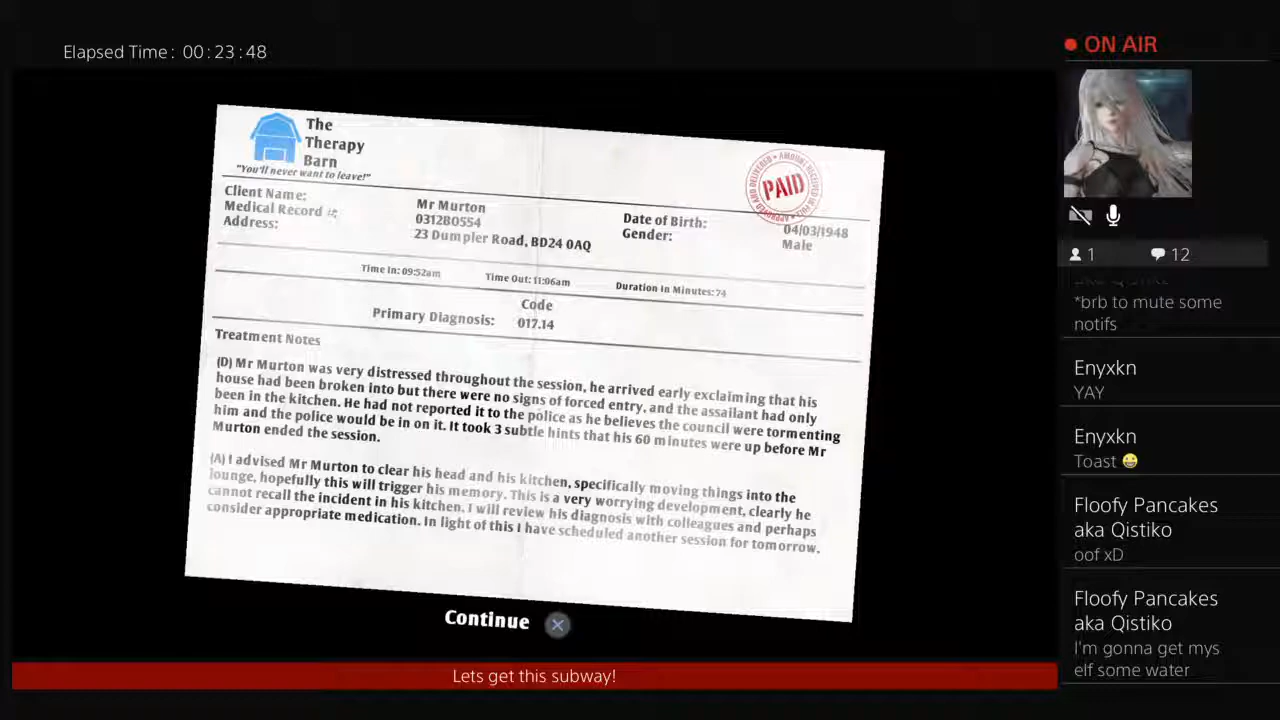 Elapsed Time: 00:23:48
ON AIR
The
Therapy
Barn
"You'll never want to leave!"
AMOUNT RECEIVED IN FULL
PAID
APPROVED AND DELIVERED
Client Name: Mr Murton
Medical Record #: 031280554
Address: 23 Dumpler Road, BD24 0AQ
Date of Birth: 04/03/1948
Gender: Male
Time In: 09:52am Time Out: 11:06am Duration In Minutes: 74
Code
Primary Diagnosis: 017.14
Treatment Notes
(D) Mr Murton was very distressed throughout the session, he arrived early exclaiming that his
house had been broken into but there were no signs of forced entry, and the assailant had only
been in the kitchen. He had not reported it to the police as he believes the council were tormenting
him and the police would be in on it. It took 3 subtle hints that his 60 minutes were up before Mr
Murton ended the session.
(A) I advised Mr Murton to clear his head and his kitchen, specifically moving things into the
lounge, hopefully this will trigger his memory. This is a very worrying development, clearly he
cannot recall the incident in his kitchen. I will review his diagnosis with colleagues and perhaps
consider appropriate medication. In light of this I have scheduled another session for tomorrow.
Continue
Lets get this subway!
1 12
*brb to mute some
notifs
Enyxkn
YAY
Enyxkn
Toast 😀
Floofy Pancakes
aka Qistiko
oof xD
Floofy Pancakes
aka Qistiko
I'm gonna get mys
elf some water